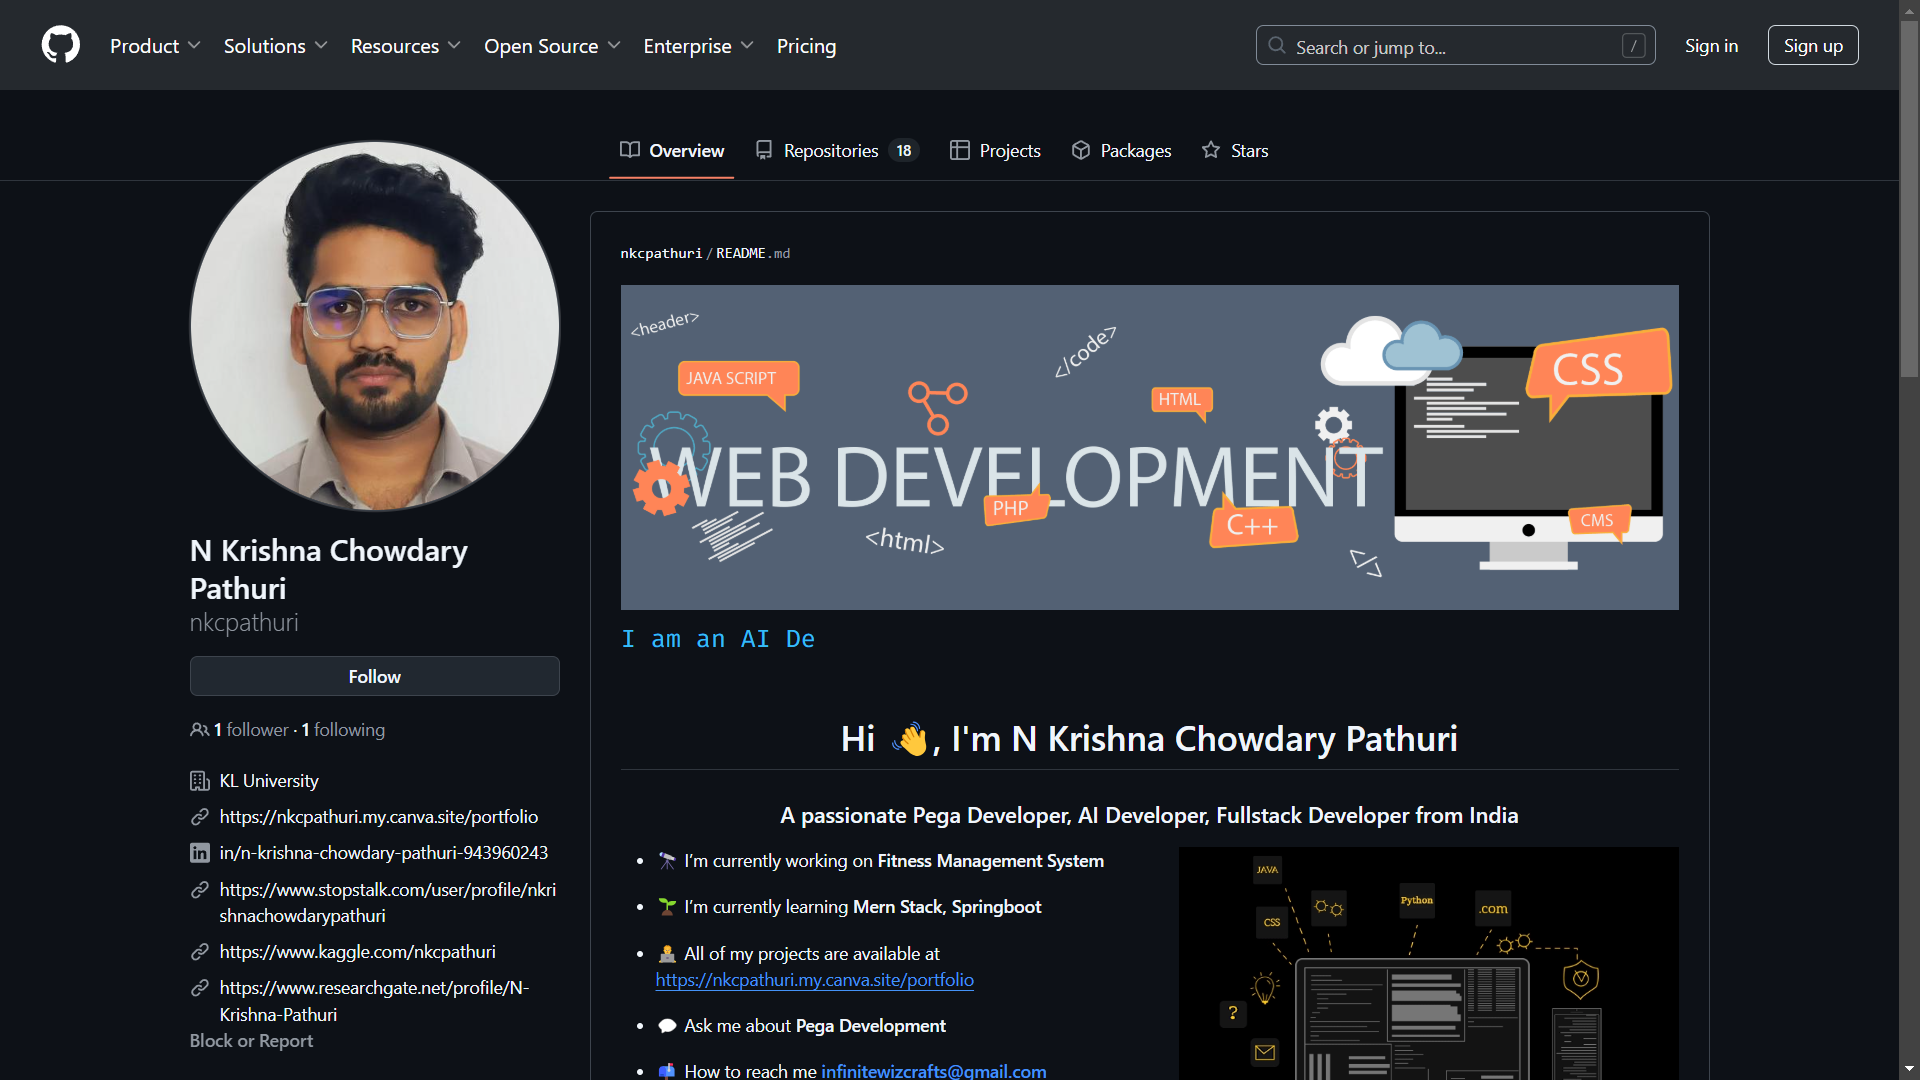 Product
Solutions
Resources
Open Source
Enterprise
Pricing
Search or jump to...
/
Sign in
Sign up
Overview
Repositories 18
Projects
Packages
Stars
N Krishna Chowdary
Pathuri
nkcpathuri
Follow
1 follower · 1 following
KL University
https://nkcpathuri.my.canva.site/portfolio
in/n-krishna-chowdary-pathuri-943960243
https://www.stopstalk.com/user/profile/nkri
shnachowdarypathuri
https://www.kaggle.com/nkcpathuri
https://www.researchgate.net/profile/N-
Krishna-Pathuri
Block or Report
nkcpathuri/README.md
<header>
JAVA SCRIPT
</code>
HTML
CSS
WEB DEVELOPMENT
PHP
C++
CMS
<html>
</>
I am an AI De
Hi 👋, I'm N Krishna Chowdary Pathuri
A passionate Pega Developer, AI Developer, Fullstack Developer from India
🔭 I’m currently working on Fitness Management System
🌱 I’m currently learning Mern Stack, Springboot
👨‍💻 All of my projects are available at
https://nkcpathuri.my.canva.site/portfolio
💬 Ask me about Pega Development
📫 How to reach me infinitewizcrafts@gmail.com
JAVA
CSS
Python
.com
?